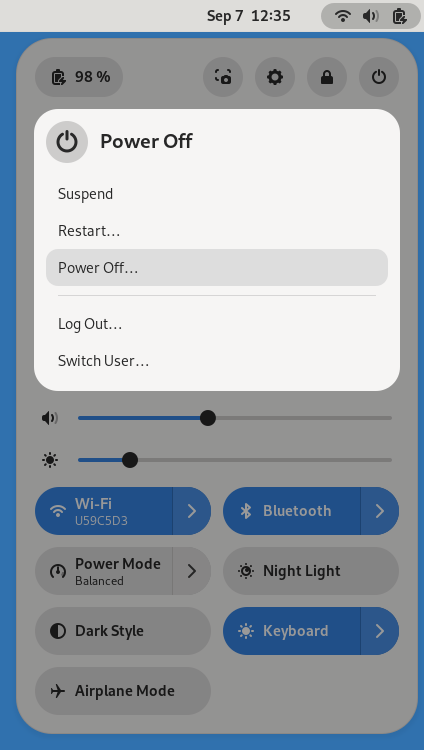 Sep 7 12:35
98 %
Power Off
Suspend
Restart…
Power Off…
Log Out…
Switch User…
Wi-Fi
U59C5D3
Bluetooth
Power Mode
Balanced
Night Light
Dark Style
Keyboard
Airplane Mode